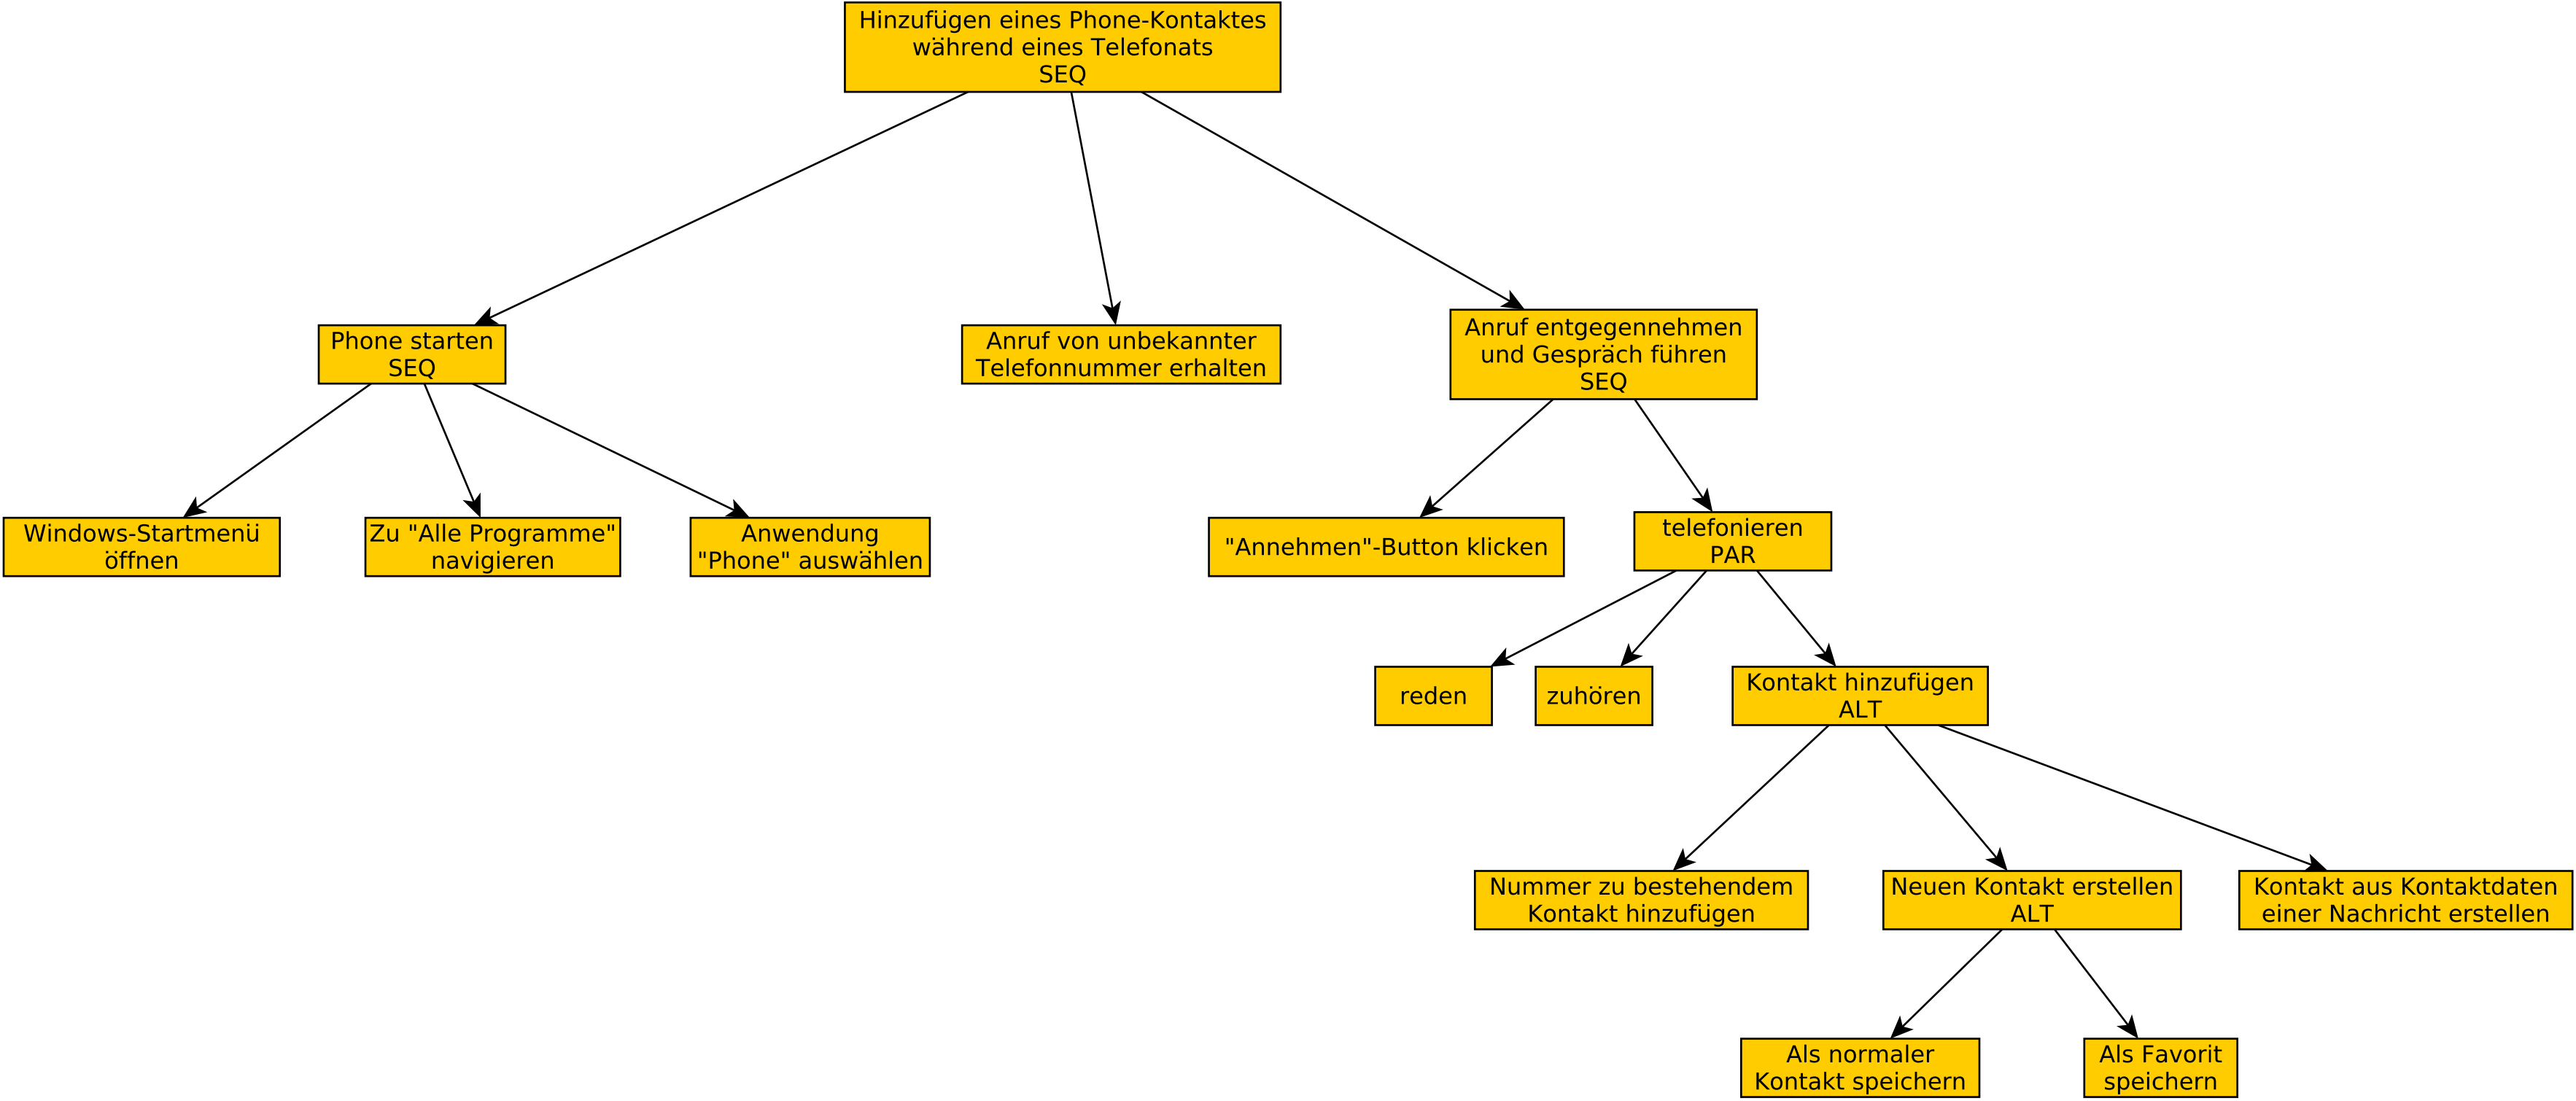 Hinzufügen eines Phone-Kontaktes
während eines Telefonats
SEQ
Phone starten
SEQ
Anruf von unbekannter
Telefonnummer erhalten
Anruf entgegennehmen
und Gespräch führen
SEQ
Windows-Startmenü
öffnen
Zu "Alle Programme"
navigieren
Anwendung
"Phone" auswählen
"Annehmen"-Button klicken
telefonieren
PAR
reden
zuhören
Kontakt hinzufügen
ALT
Nummer zu bestehendem
Kontakt hinzufügen
Neuen Kontakt erstellen
ALT
Kontakt aus Kontaktdaten
einer Nachricht erstellen
Als normaler
Kontakt speichern
Als Favorit
speichern